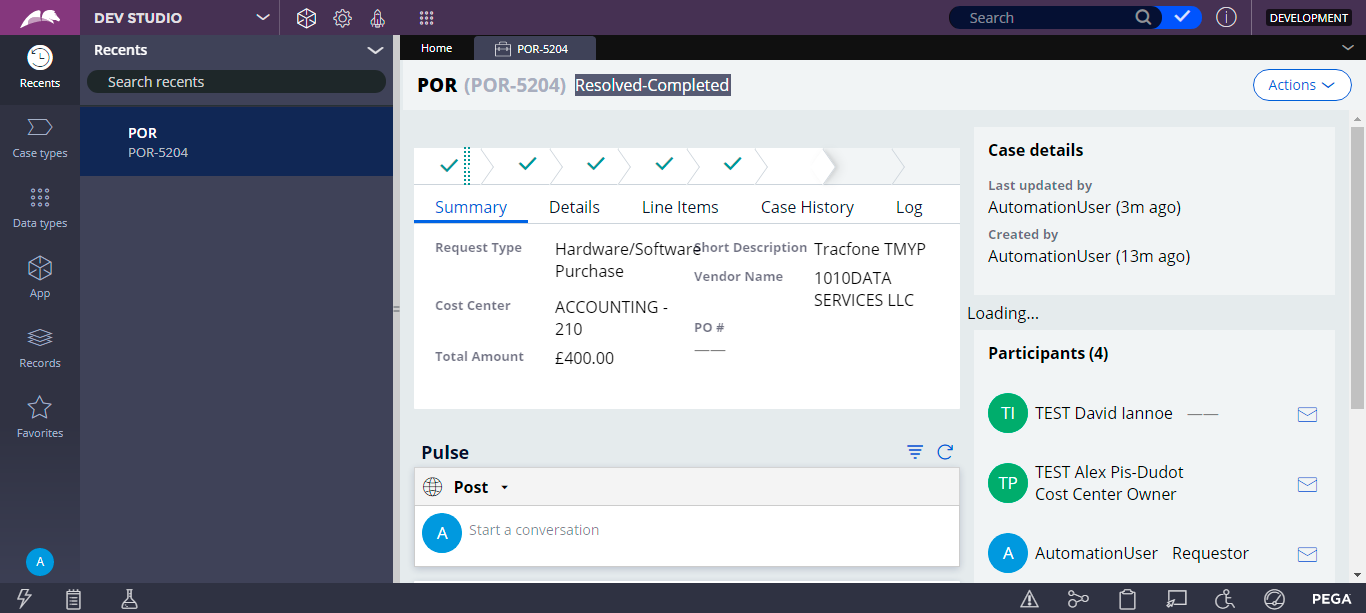 DEV STUDIO
Search
DEVELOPMENT
Recents
Search recents
POR
POR-5204
Recents
Case types
Data types
App
Records
Favorites
A
Home
POR-5204
POR (POR-5204) Resolved-Completed
Actions
Summary Details Line Items Case History Log
Request Type Hardware/Software
Purchase
Cost Center ACCOUNTING -
210
Total Amount £400.00
Short Description Tracfone TMYP
Vendor Name 1010DATA
SERVICES LLC
PO #
——
Pulse
Post
A Start a conversation
Case details
Last updated by
AutomationUser (3m ago)
Created by
AutomationUser (13m ago)
Loading...
Participants (4)
TI TEST David Iannoe ——
TP TEST Alex Pis-Dudot
Cost Center Owner
A AutomationUser Requestor
PEGA